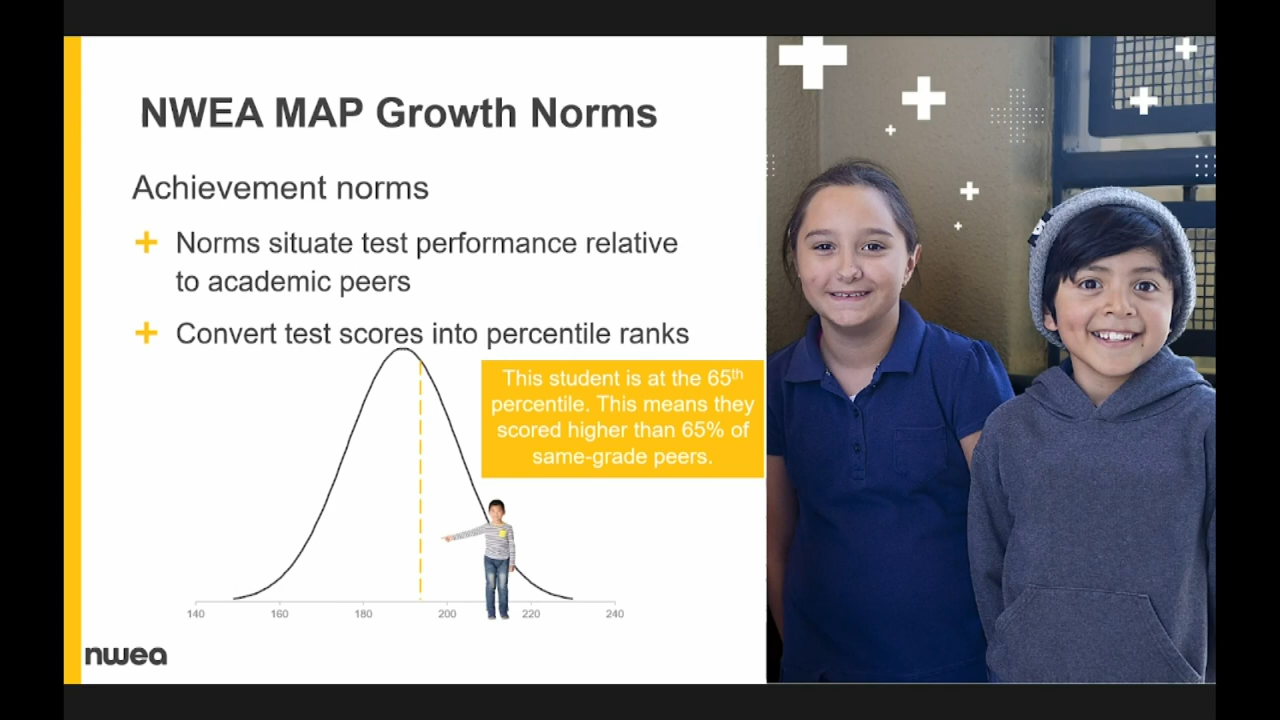 NWEA MAP Growth Norms
Achievement norms
Norms situate test performance relative
to academic peers
Convert test scores into percentile ranks
This student is at the 65th
percentile. This means they
scored higher than 65% of
same-grade peers.
140 160 180 200 220 240
nwea